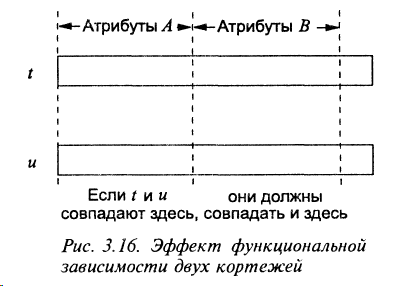 Атрибуты A Атрибуты B
t
u
Если t и u они должны
совпадают здесь, совпадать и здесь
Рис. 3.16. Эффект функциональной
зависимости двух кортежей